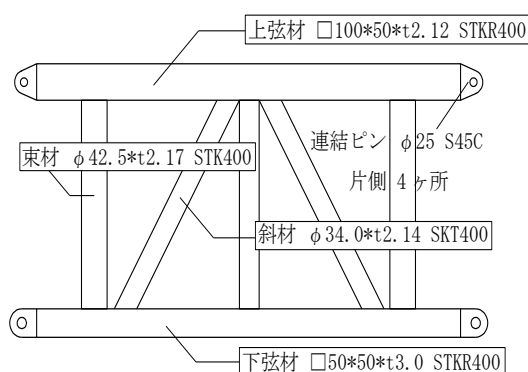 上弦材 □100*50*t2.12 STKR400
連結ピン φ25 S45C
片側 4ヶ所
束材 φ42.5*t2.17 STK400
斜材 φ34.0*t2.14 SKT400
下弦材 □50*50*t3.0 STKR400